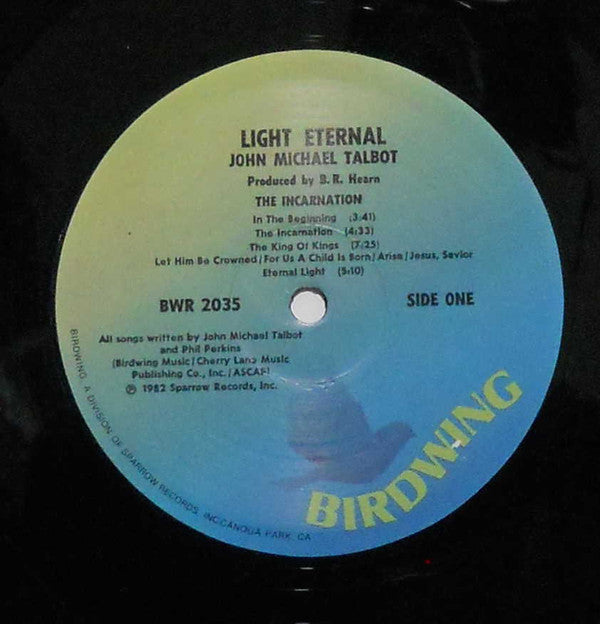 LIGHT ETERNAL
JOHN MICHAEL TALBOT
Produced by B.R. Hearn
THE INCARNATION
In The Beginning (3:41)
The Incarnation (4:33)
The King Of Kings (7:25)
Let Him Be Crowned/For Us A Child Is Born/Arise/Jesus, Savior
Eternal Light (5:10)
BWR 2035 SIDE ONE
All songs written by John Michael Talbot
and Phil Perkins
(Birdwing Music/Cherry Lane Music
Publishing Co., Inc./ASCAP)
℗ 1982 Sparrow Records, Inc.
BIRDWING
BIRDWING, A DIVISION OF SPARROW RECORDS, INC. CANOGA PARK, CA